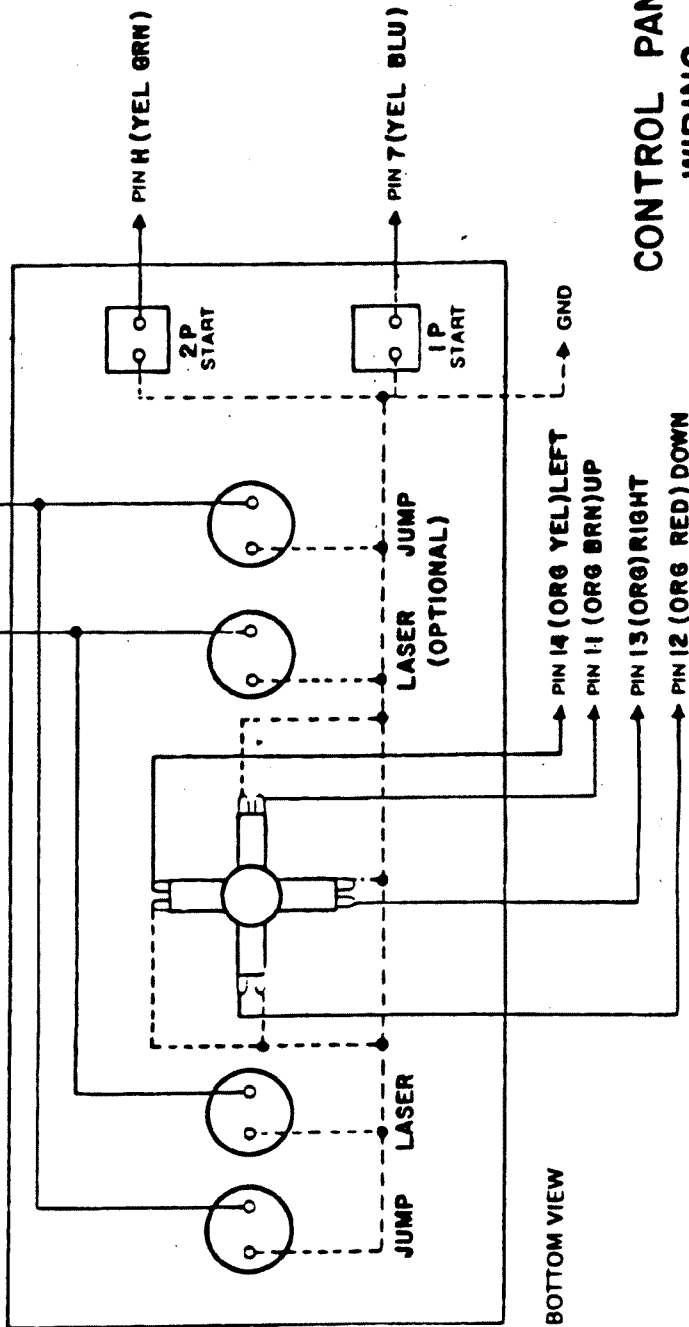 PIN H (YEL GRN)
PIN 7 (YEL BLU)
2P
START
1P
START
GND
JUMP
LASER
(OPTIONAL)
PIN 14 (ORG YEL) LEFT
PIN 11 (ORG BRN) UP
PIN 13 (ORG) RIGHT
PIN 12 (ORG RED) DOWN
LASER
JUMP
BOTTOM VIEW
CONTROL PAN
WIRING